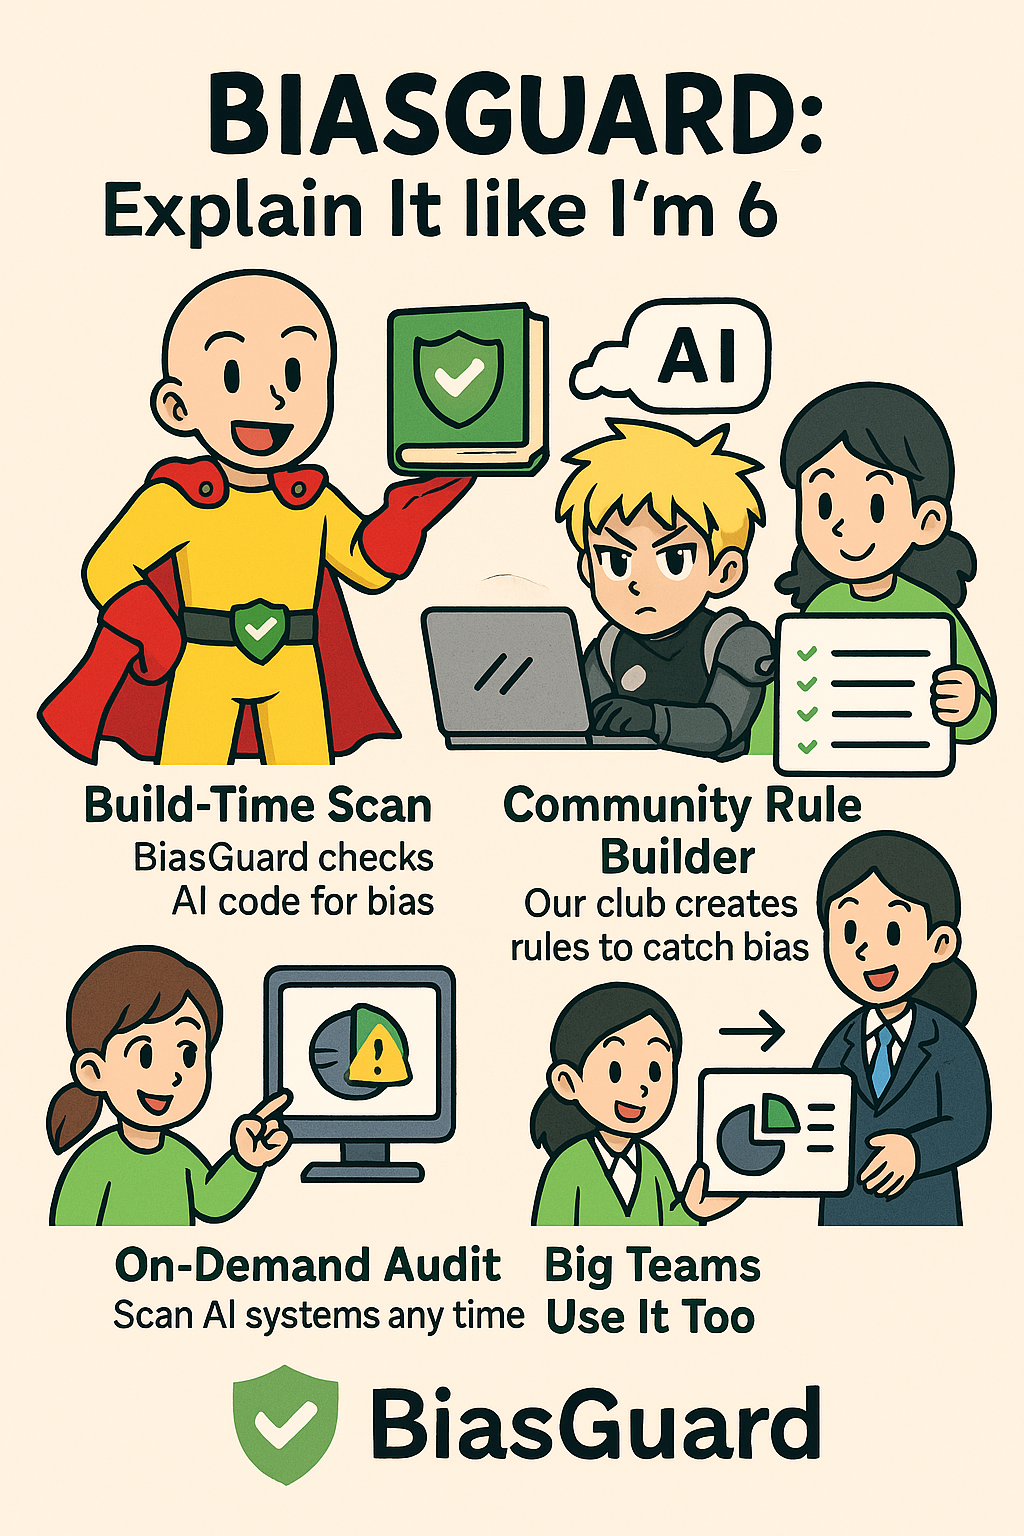 BIASGUARD:
Explain It like I'm 6
AI
Build-Time Scan
BiasGuard checks
AI code for bias
Community Rule
Builder
Our club creates
rules to catch bias
!
On-Demand Audit
Scan AI systems any time
Big Teams
Use It Too
BiasGuard